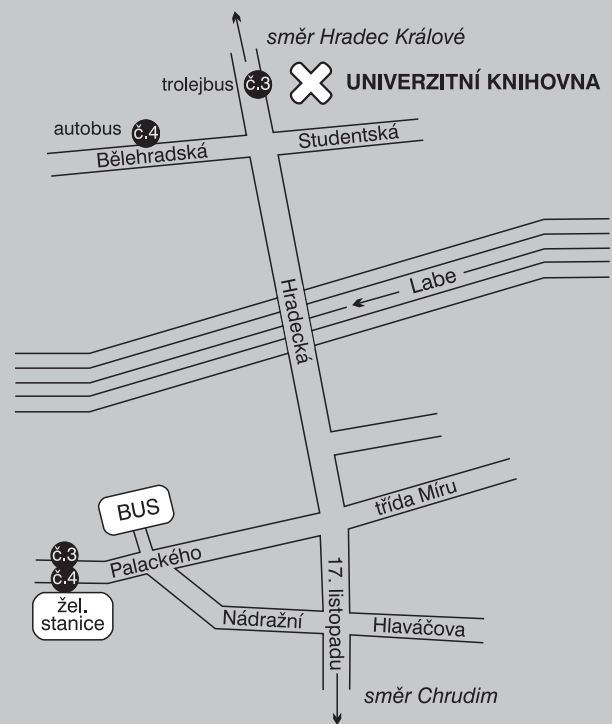 směr Hradec Králové
trolejbus č.3 UNIVERZITNÍ KNIHOVNA
autobus č.4
Bělehradská
Studentská
Labe
Hradecká
třída Míru
BUS
č.3
č.4
Palackého
žel.
stanice
17. listopadu
Nádražní
Hlaváčova
směr Chrudim